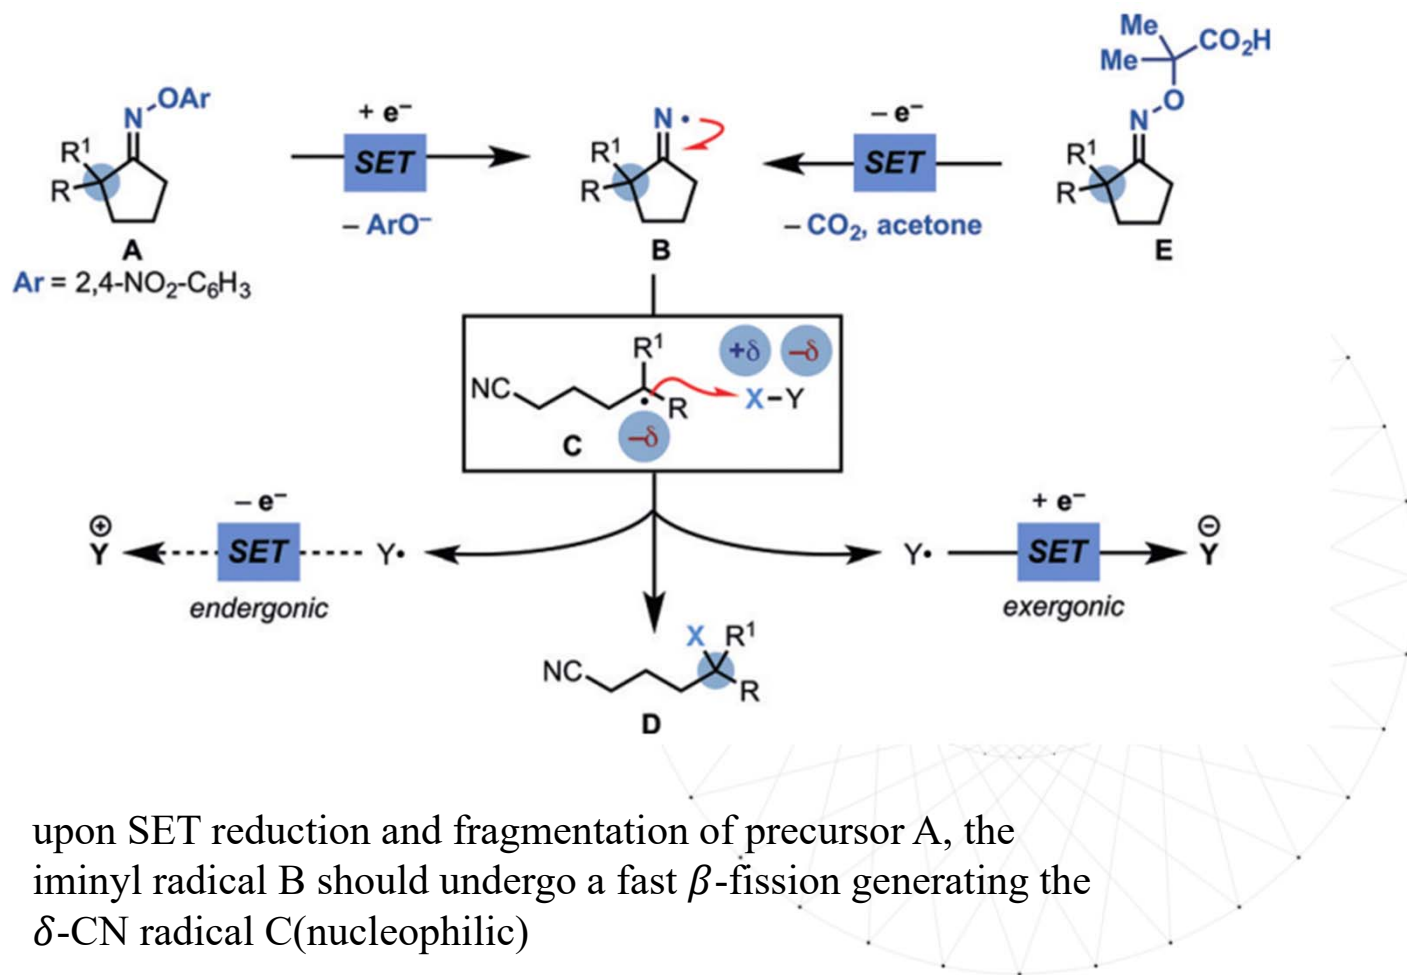 Me
Me
CO₂H
O
N
OAr
N
R¹
R
A
Ar = 2,4-NO₂-C₆H₃
+ e⁻
SET
– ArO⁻
N •
R¹
R
B
– e⁻
SET
– CO₂, acetone
N
R¹
R
E
R¹
NC
R
C
–δ
+δ
–δ
X–Y
– e⁻
⊕
Y
SET
Y•
endergonic
+ e⁻
Y•
SET
⊖
Y
exergonic
X R¹
NC
R
D
upon SET reduction and fragmentation of precursor A, the
iminyl radical B should undergo a fast 𝛽-fission generating the
𝛿-CN radical C(nucleophilic)